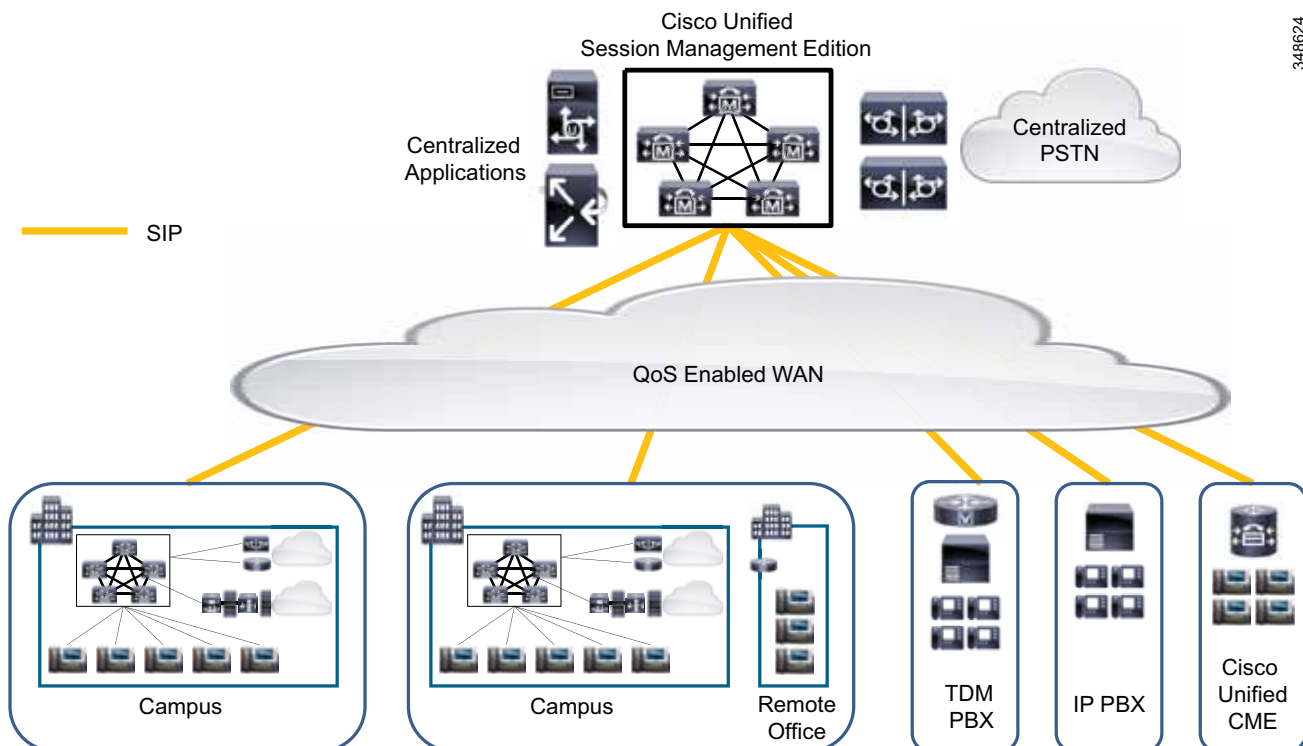 Cisco Unified
Session Management Edition
348624
Centralized
Applications
Centralized
PSTN
SIP
QoS Enabled WAN
Campus
Campus
Remote
Office
TDM
PBX
IP PBX
Cisco
Unified
CME